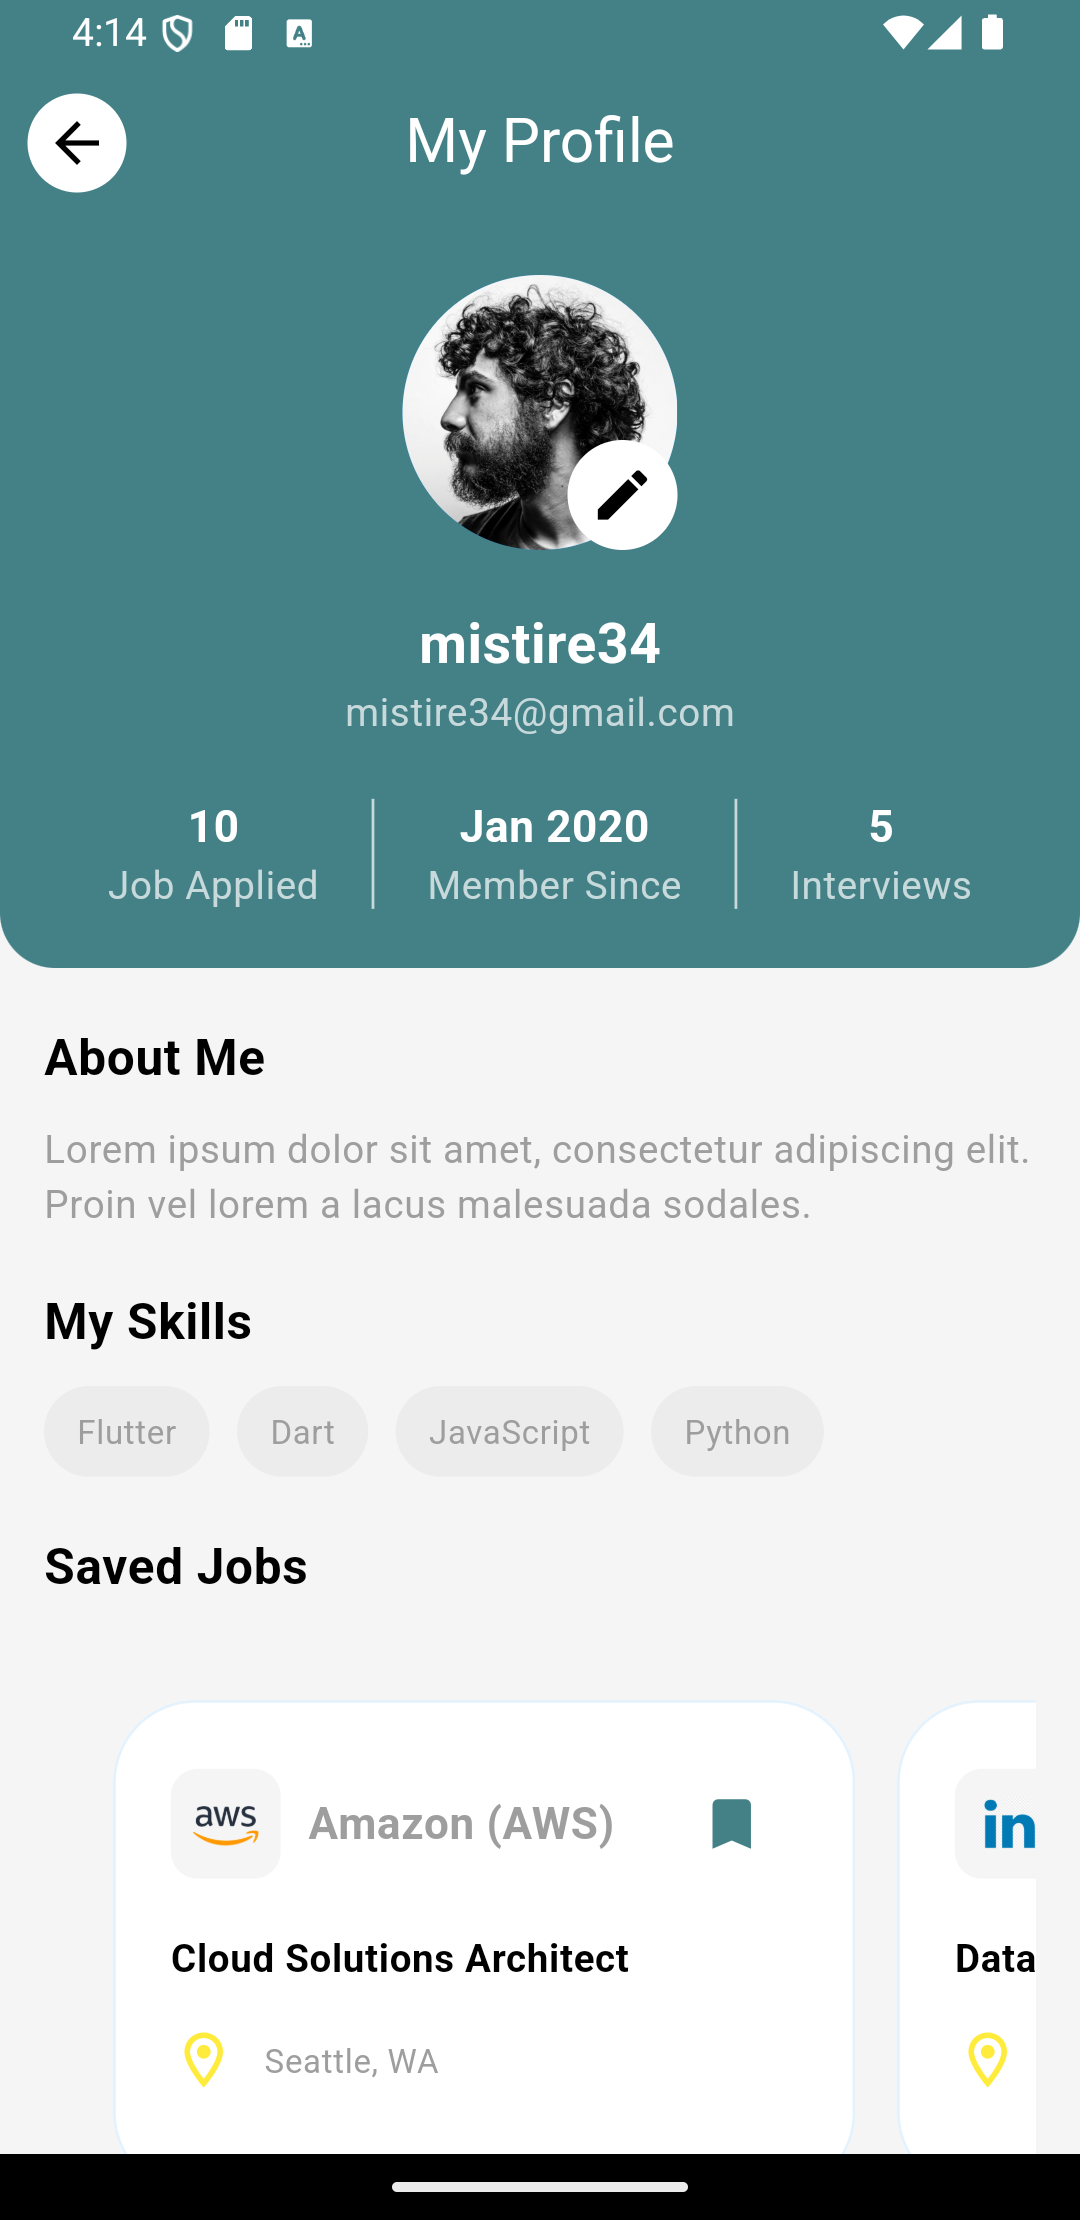 4:14
My Profile
mistire34
mistire34@gmail.com
10 Jan 2020 5
Job Applied Member Since Interviews
About Me
Lorem ipsum dolor sit amet, consectetur adipiscing elit.
Proin vel lorem a lacus malesuada sodales.
My Skills
Flutter Dart JavaScript Python
Saved Jobs
aws Amazon (AWS) in
Cloud Solutions Architect Data
Seattle, WA